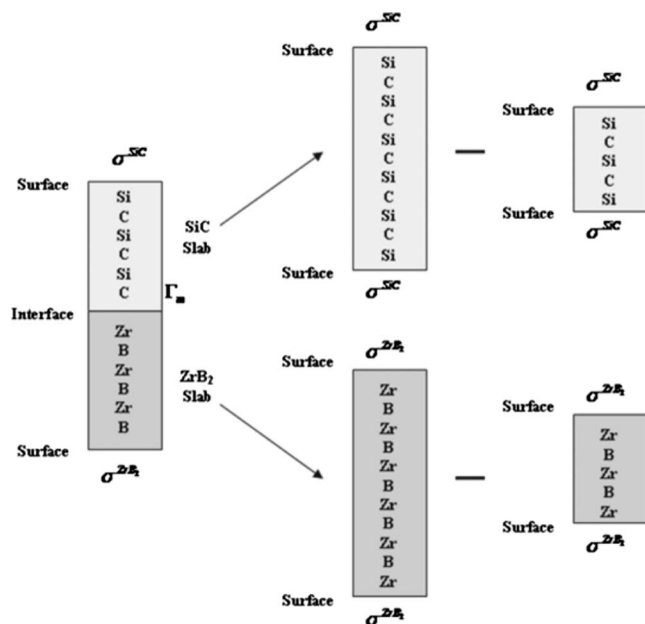 σ^SiC
Surface
Si
C
Si
C
Si
C
Γ_m
Interface
Zr
B
Zr
B
Zr
B
Surface
σ^ZrB₂
SiC
Slab
ZrB₂
Slab
σ^SiC
Surface
Si
C
Si
C
Si
C
Si
C
Si
C
Si
Surface
σ^SiC
—
σ^SiC
Surface
Si
C
Si
C
Si
Surface
σ^SiC
σ^ZrB₂
Surface
Zr
B
Zr
B
Zr
B
Zr
B
Zr
B
Zr
Surface
σ^ZrB₂
—
σ^ZrB₂
Surface
Zr
B
Zr
B
Zr
Surface
σ^ZrB₂